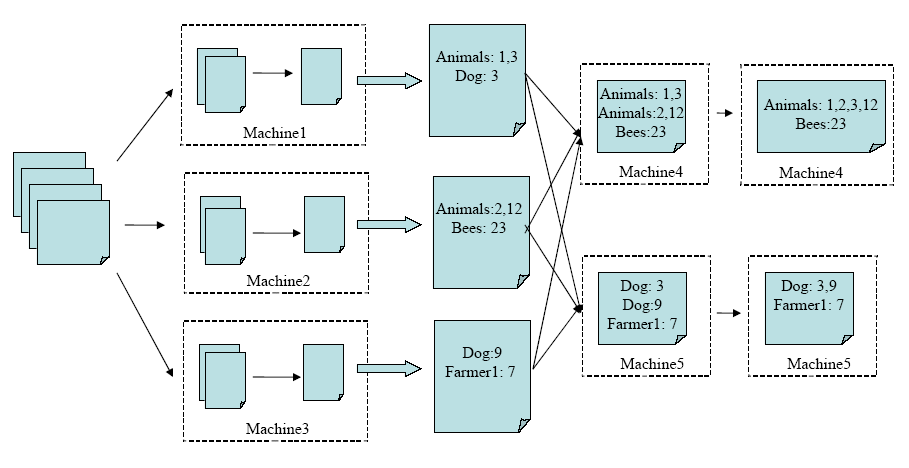 Animals: 1,3
Dog: 3
Machine1
Animals:2,12
Bees: 23
Machine2
Dog:9
Farmer1: 7
Machine3
Animals: 1,3
Animals:2,12
Bees:23
Machine4
Animals: 1,2,3,12
Bees:23
Machine4
Dog: 3
Dog:9
Farmer1: 7
Machine5
Dog: 3,9
Farmer1: 7
Machine5